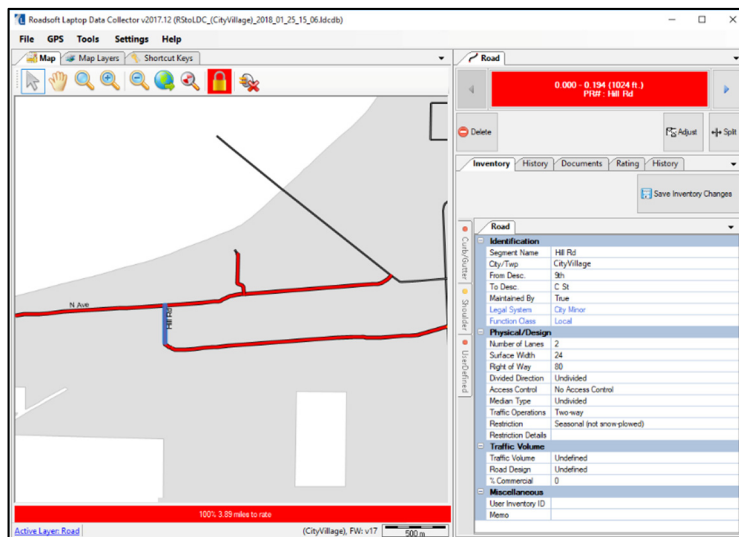 Roadsoft Laptop Data Collector v2017.12 (RStoLDC_(CityVillage)_2018_01_25_15_06.ldcdb)
File GPS Tools Settings Help
Map Map Layers Shortcut Keys
N Ave
Hill Rd
100% 3.89 miles to rate
Active Layer: Road (CityVillage), FW: v17 500 m
Road
0.000 - 0.194 (1024 ft.)
PR# : Hill Rd
Delete Adjust Split
Inventory History Documents Rating History
Save Inventory Changes
Curb/Gutter
Shoulder
UserDefined
Road
Identification
Segment Name Hill Rd
City/Twp CityVillage
From Desc. 9th
To Desc. C St
Maintained By True
Legal System City Minor
Function Class Local
Physical/Design
Number of Lanes 2
Surface Width 24
Right of Way 80
Divided Direction Undivided
Access Control No Access Control
Median Type Undivided
Traffic Operations Two-way
Restriction Seasonal (not snow-plowed)
Restriction Details
Traffic Volume
Traffic Volume Undefined
Road Design Undefined
% Commercial 0
Miscellaneous
User Inventory ID
Memo